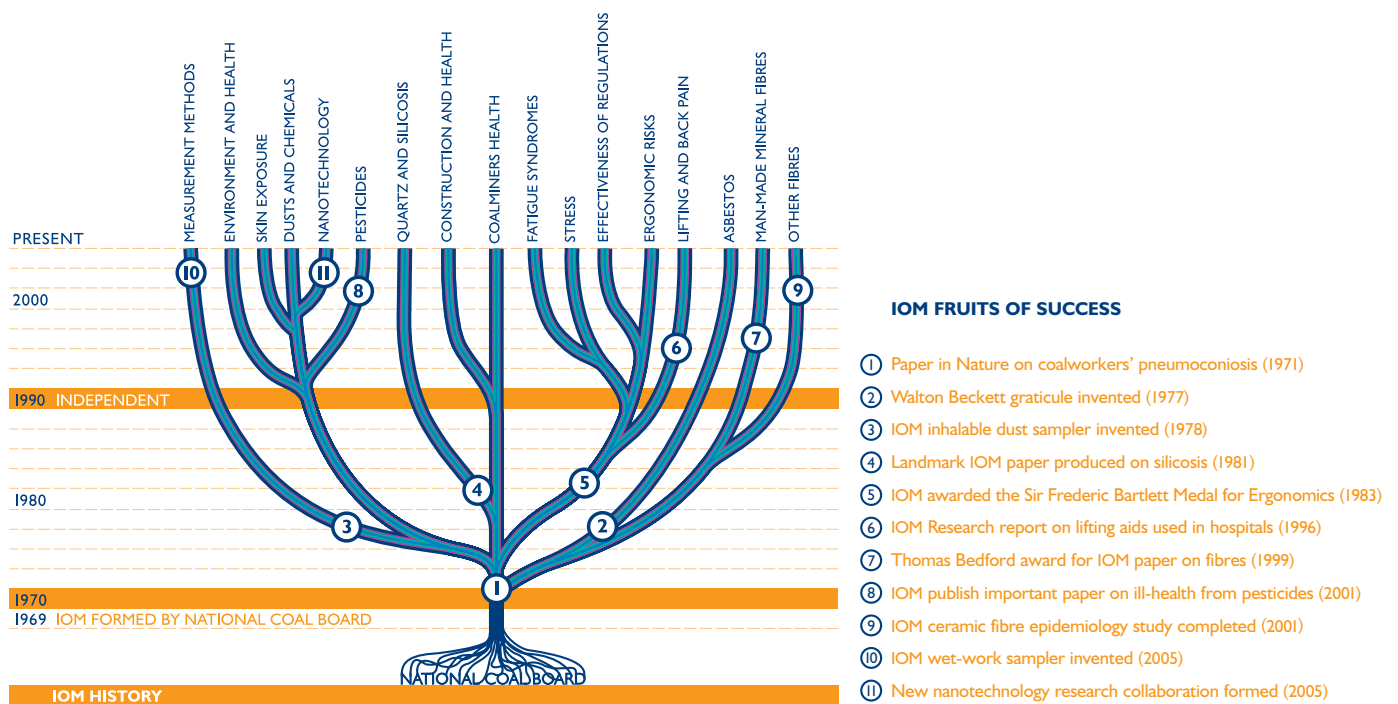 MEASUREMENT METHODS
ENVIRONMENT AND HEALTH
SKIN EXPOSURE
DUSTS AND CHEMICALS
NANOTECHNOLOGY
PESTICIDES
QUARTZ AND SILICOSIS
CONSTRUCTION AND HEALTH
COALMINERS HEALTH
FATIGUE SYNDROMES
STRESS
EFFECTIVENESS OF REGULATIONS
ERGONOMIC RISKS
LIFTING AND BACK PAIN
ASBESTOS
MAN-MADE MINERAL FIBRES
OTHER FIBRES
PRESENT
10
11
8
9
2000
7
6
1990 INDEPENDENT
4
5
1980
3
2
1
1970
1969 IOM FORMED BY NATIONAL COAL BOARD
NATIONAL COAL BOARD
IOM HISTORY
IOM FRUITS OF SUCCESS
1 Paper in Nature on coalworkers’ pneumoconiosis (1971)
2 Walton Beckett graticule invented (1977)
3 IOM inhalable dust sampler invented (1978)
4 Landmark IOM paper produced on silicosis (1981)
5 IOM awarded the Sir Frederic Bartlett Medal for Ergonomics (1983)
6 IOM Research report on lifting aids used in hospitals (1996)
7 Thomas Bedford award for IOM paper on fibres (1999)
8 IOM publish important paper on ill-health from pesticides (2001)
9 IOM ceramic fibre epidemiology study completed (2001)
10 IOM wet-work sampler invented (2005)
11 New nanotechnology research collaboration formed (2005)